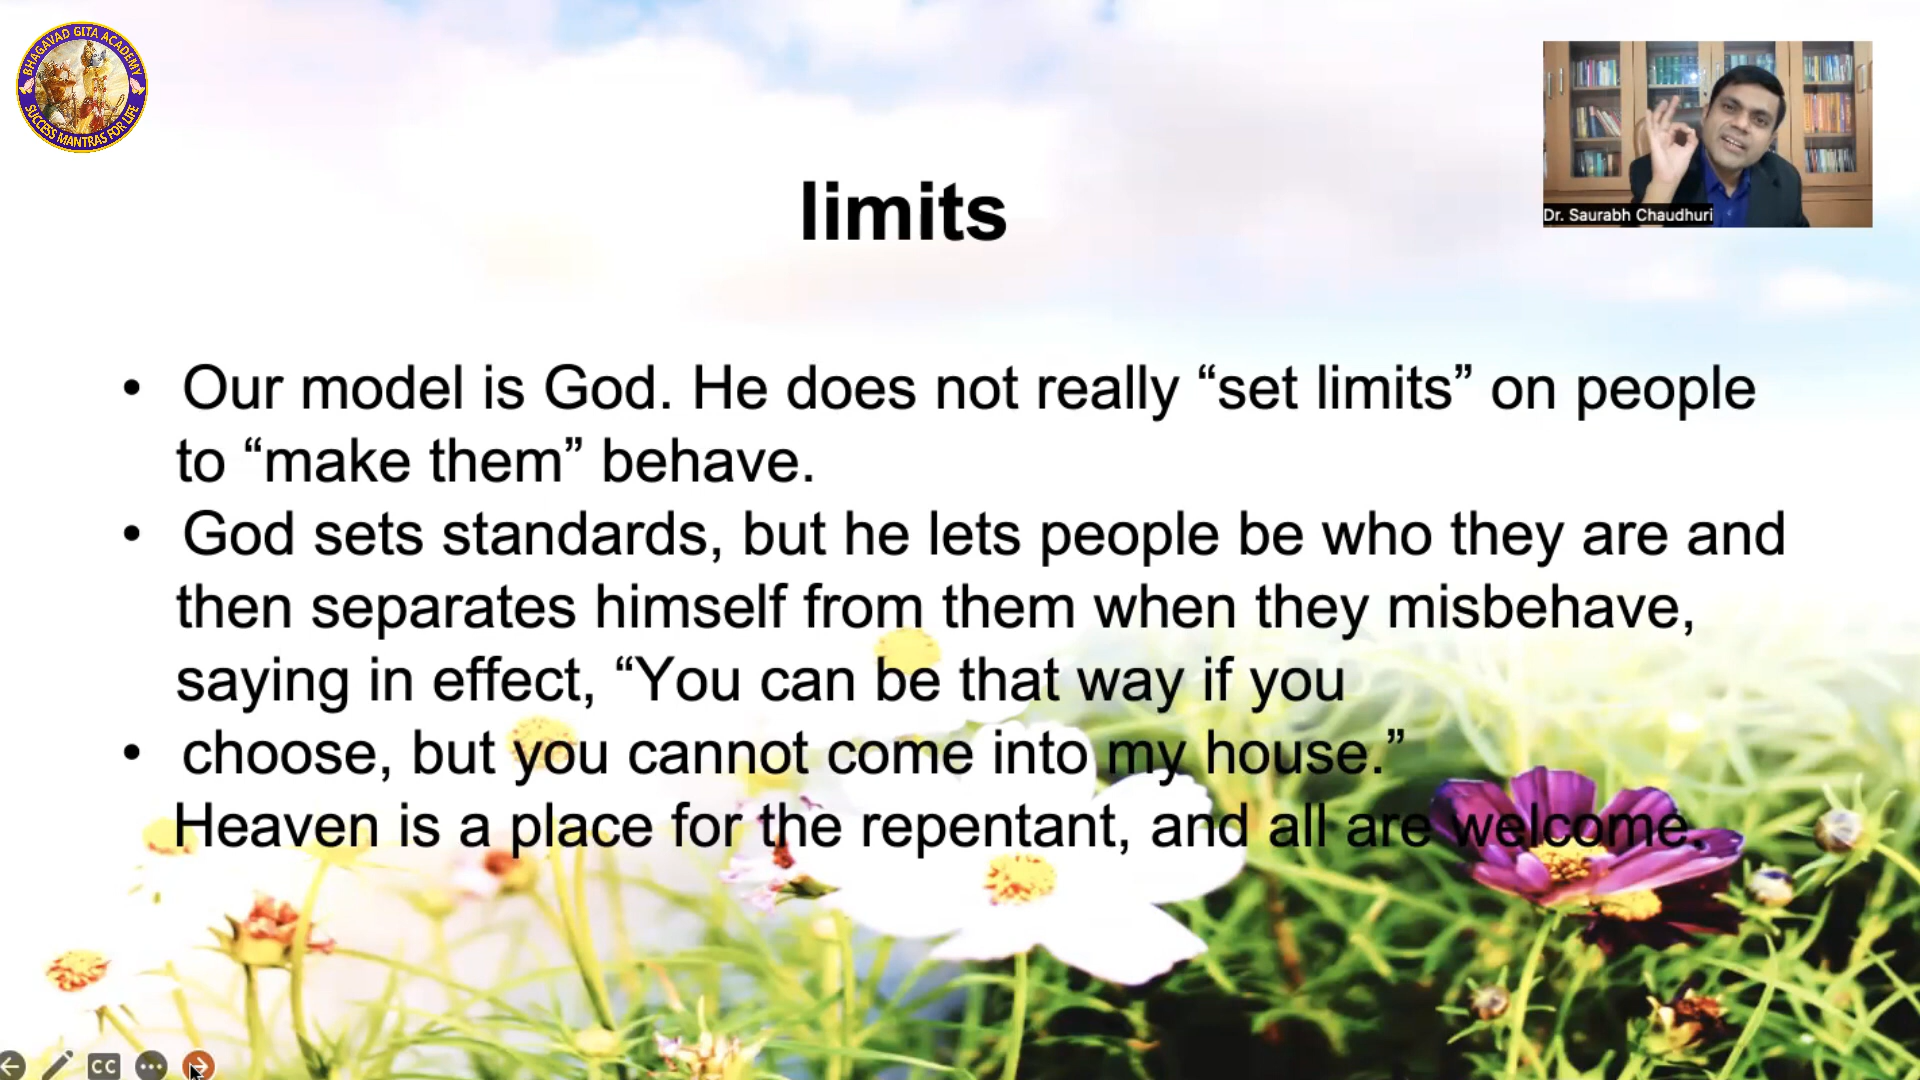 BHAGAVAD GITA ACADEMY
SUCCESS MANTRAS FOR LIFE
Dr. Saurabh Chaudhuri
limits
• Our model is God. He does not really “set limits” on people
to “make them” behave.
• God sets standards, but he lets people be who they are and
then separates himself from them when they misbehave,
saying in effect, “You can be that way if you
• choose, but you cannot come into my house.”
Heaven is a place for the repentant, and all are welcome.
CC